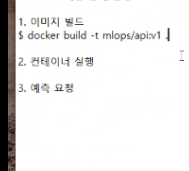 1. 이미지 빌드
$ docker build -t mlops/api:v1 .
2. 컨테이너 실행
3. 예측 요청